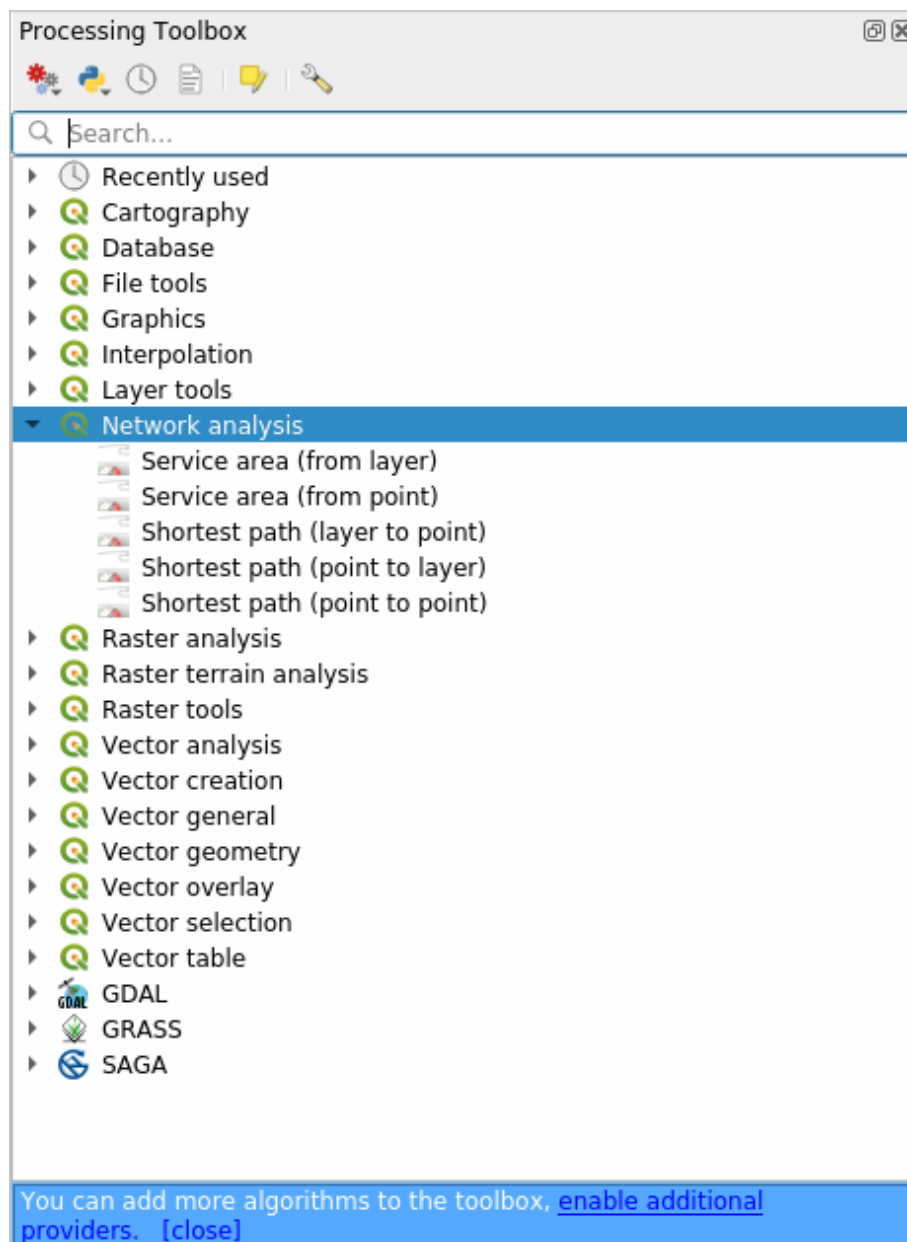 Processing Toolbox
Search...
Recently used
Cartography
Database
File tools
Graphics
Interpolation
Layer tools
Network analysis
Service area (from layer)
Service area (from point)
Shortest path (layer to point)
Shortest path (point to layer)
Shortest path (point to point)
Raster analysis
Raster terrain analysis
Raster tools
Vector analysis
Vector creation
Vector general
Vector geometry
Vector overlay
Vector selection
Vector table
GDAL GDAL
GRASS
SAGA
You can add more algorithms to the toolbox, enable additional
providers. [close]